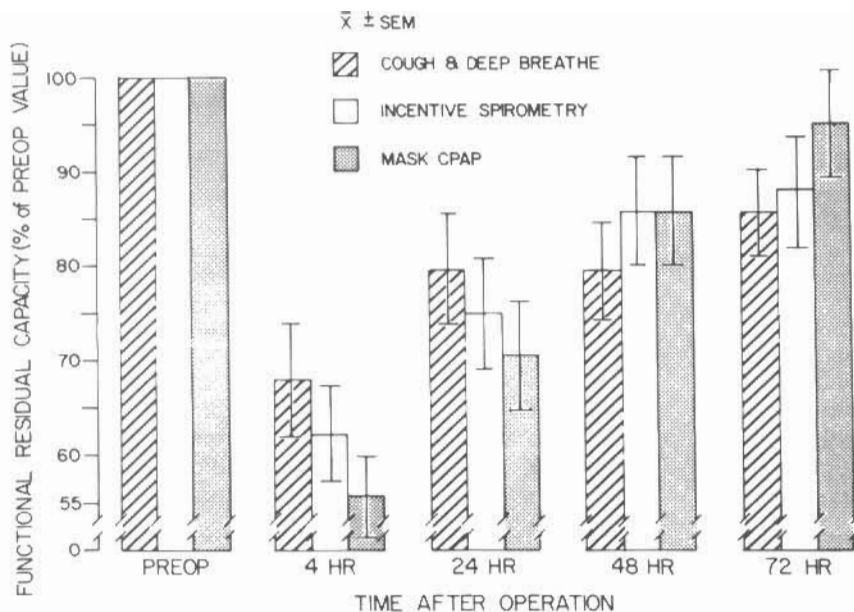 x̄ ± SEM
COUGH & DEEP BREATHE
INCENTIVE SPIROMETRY
MASK CPAP
FUNCTIONAL RESIDUAL CAPACITY (% of PREOP VALUE)
100
90
80
70
60
55
0
PREOP 4 HR 24 HR 48 HR 72 HR
TIME AFTER OPERATION